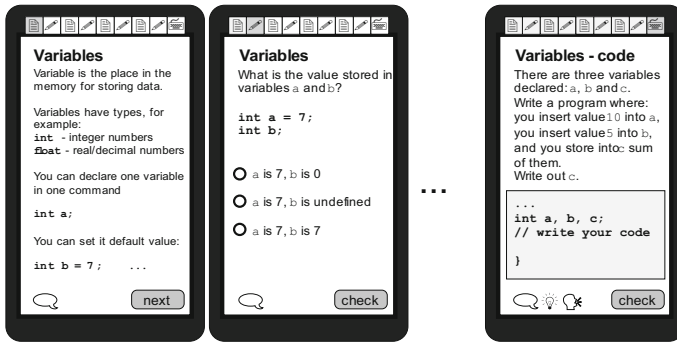 Variables
Variable is the place in the
memory for storing data.
Variables have types, for
example:
int - integer numbers
float - real/decimal numbers
You can declare one variable
in one command
int a;
You can set it default value:
int b = 7; ...
next
Variables
What is the value stored in
variables a and b?
int a = 7;
int b;
a is 7, b is 0
a is 7, b is undefined
a is 7, b is 7
check
...
Variables - code
There are three variables
declared: a, b and c.
Write a program where:
you insert value 10 into a,
you insert value 5 into b,
and you store into c sum
of them.
Write out c.
...
int a, b, c;
// write your code
}
check